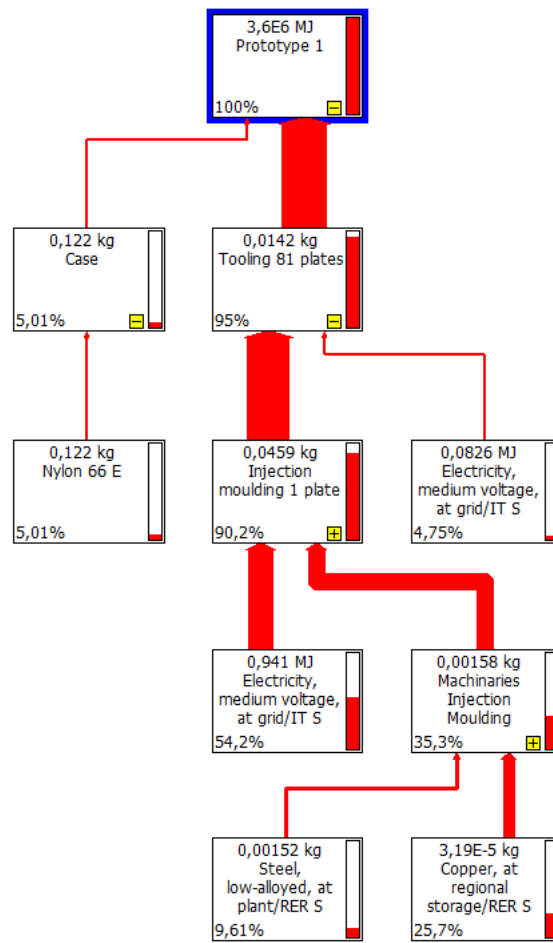 3,6E6 MJ
Prototype 1
100%
0,122 kg
Case
5,01%
0,0142 kg
Tooling 81 plates
95%
0,122 kg
Nylon 66 E
5,01%
0,0459 kg
Injection
moulding 1 plate
90,2%
0,0826 MJ
Electricity,
medium voltage,
at grid/IT S
4,75%
0,941 MJ
Electricity,
medium voltage,
at grid/IT S
54,2%
0,00158 kg
Machinaries
Injection
Moulding
35,3%
0,00152 kg
Steel,
low-alloyed, at
plant/RER S
9,61%
3,19E-5 kg
Copper, at
regional
storage/RER S
25,7%